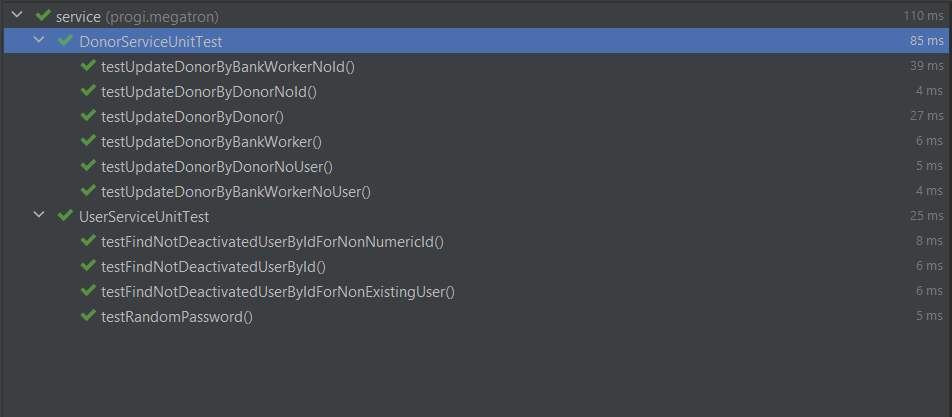 service (progi.megatron) 110 ms
DonorServiceUnitTest 85 ms
testUpdateDonorByBankWorkerNoId() 39 ms
testUpdateDonorByDonorNoId() 4 ms
testUpdateDonorByDonor() 27 ms
testUpdateDonorByBankWorker() 6 ms
testUpdateDonorByDonorNoUser() 5 ms
testUpdateDonorByBankWorkerNoUser() 4 ms
UserServiceUnitTest 25 ms
testFindNotDeactivatedUserByIdForNonNumericId() 8 ms
testFindNotDeactivatedUserById() 6 ms
testFindNotDeactivatedUserByIdForNonExistingUser() 6 ms
testRandomPassword() 5 ms